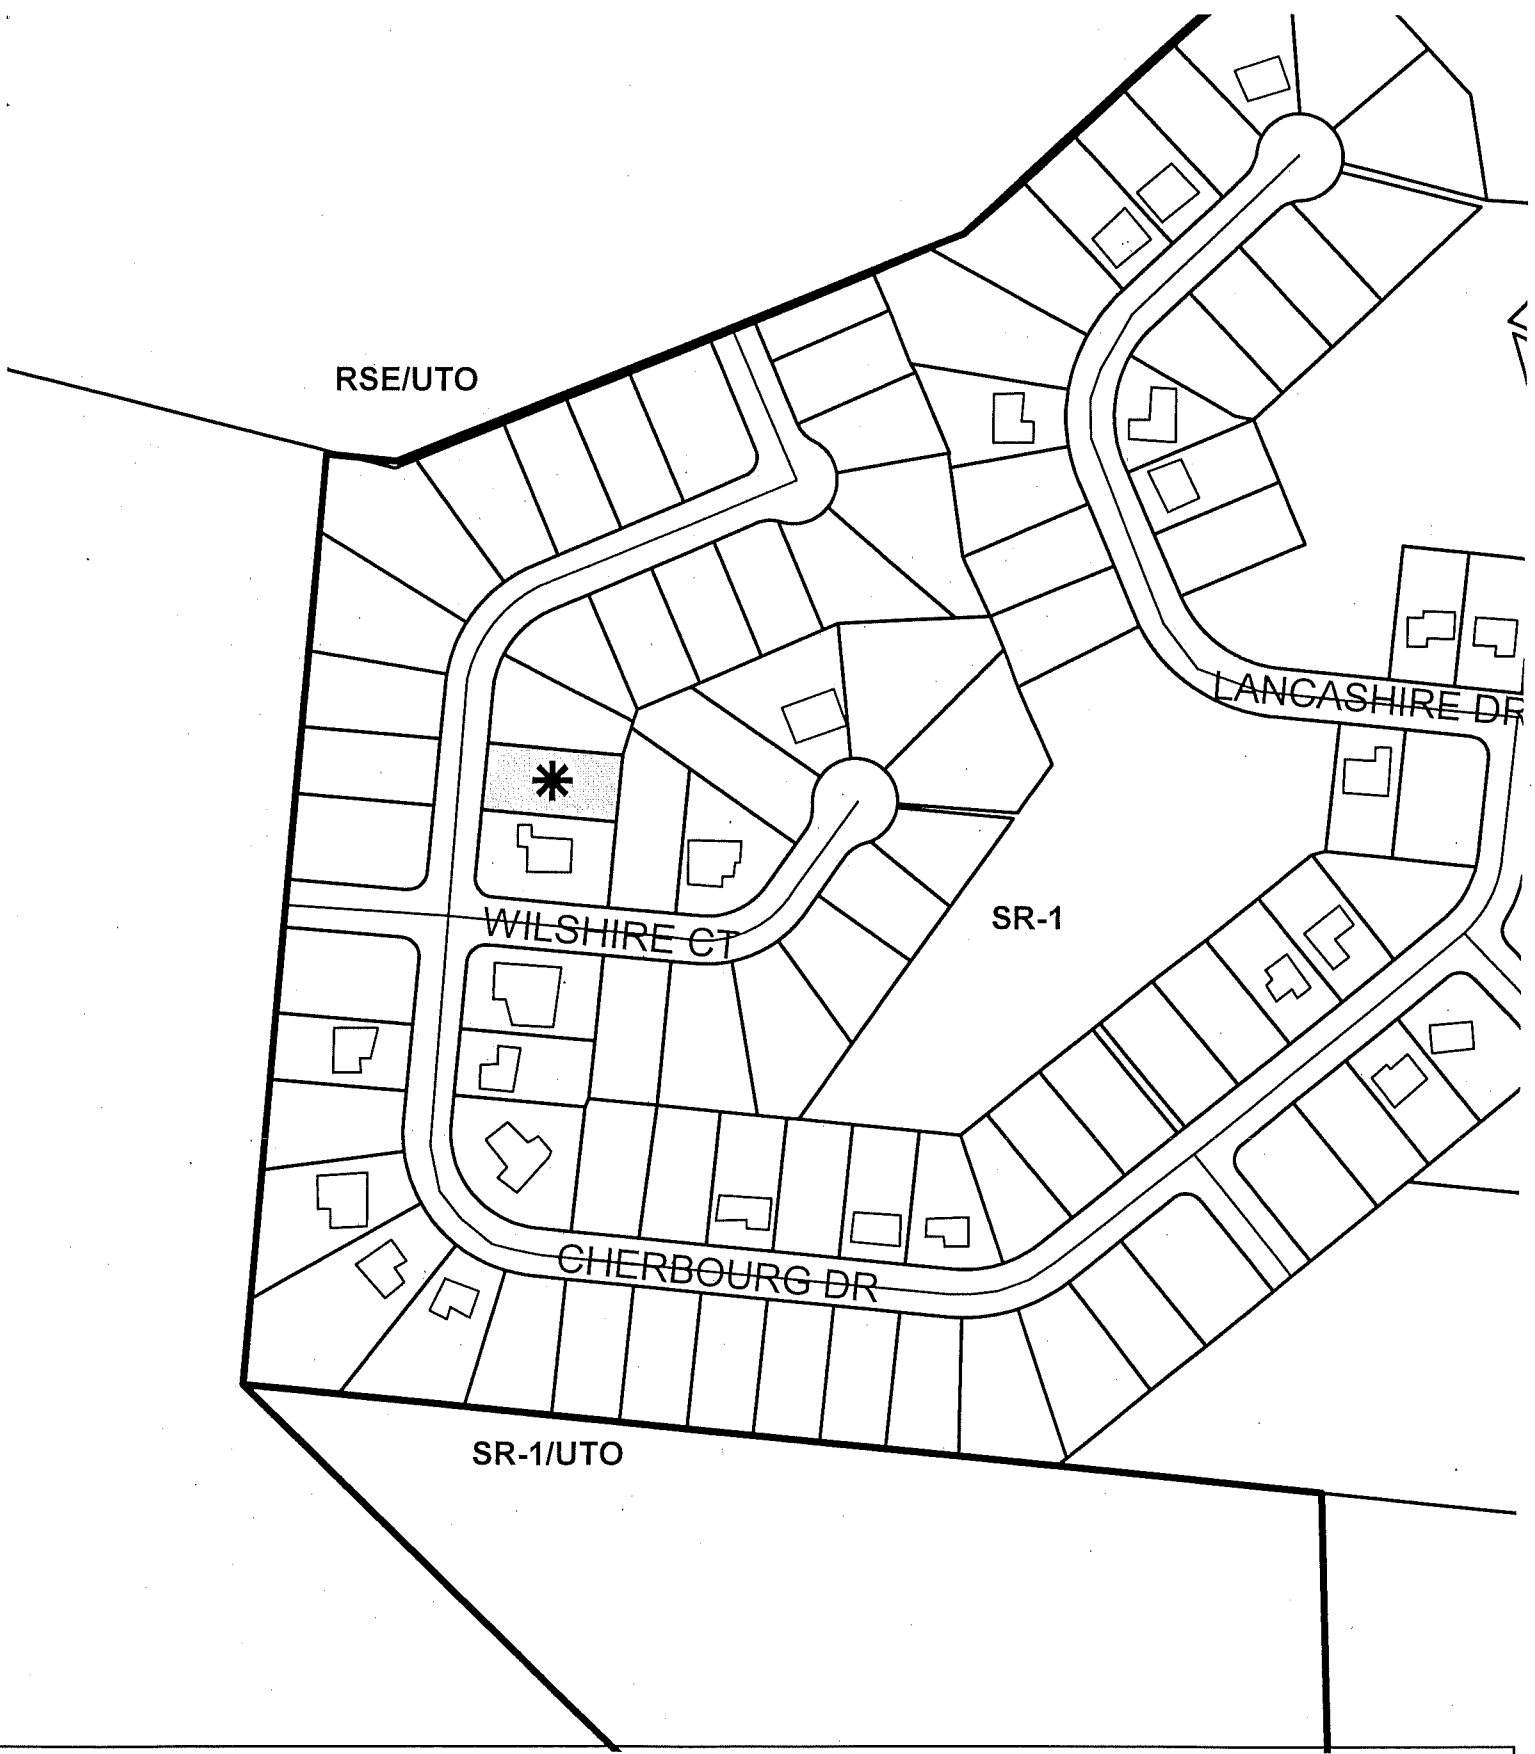 RSE/UTO
LANCASHIRE DR
SR-1
WILSHIRE CT
CHERBOURG DR
SR-1/UTO